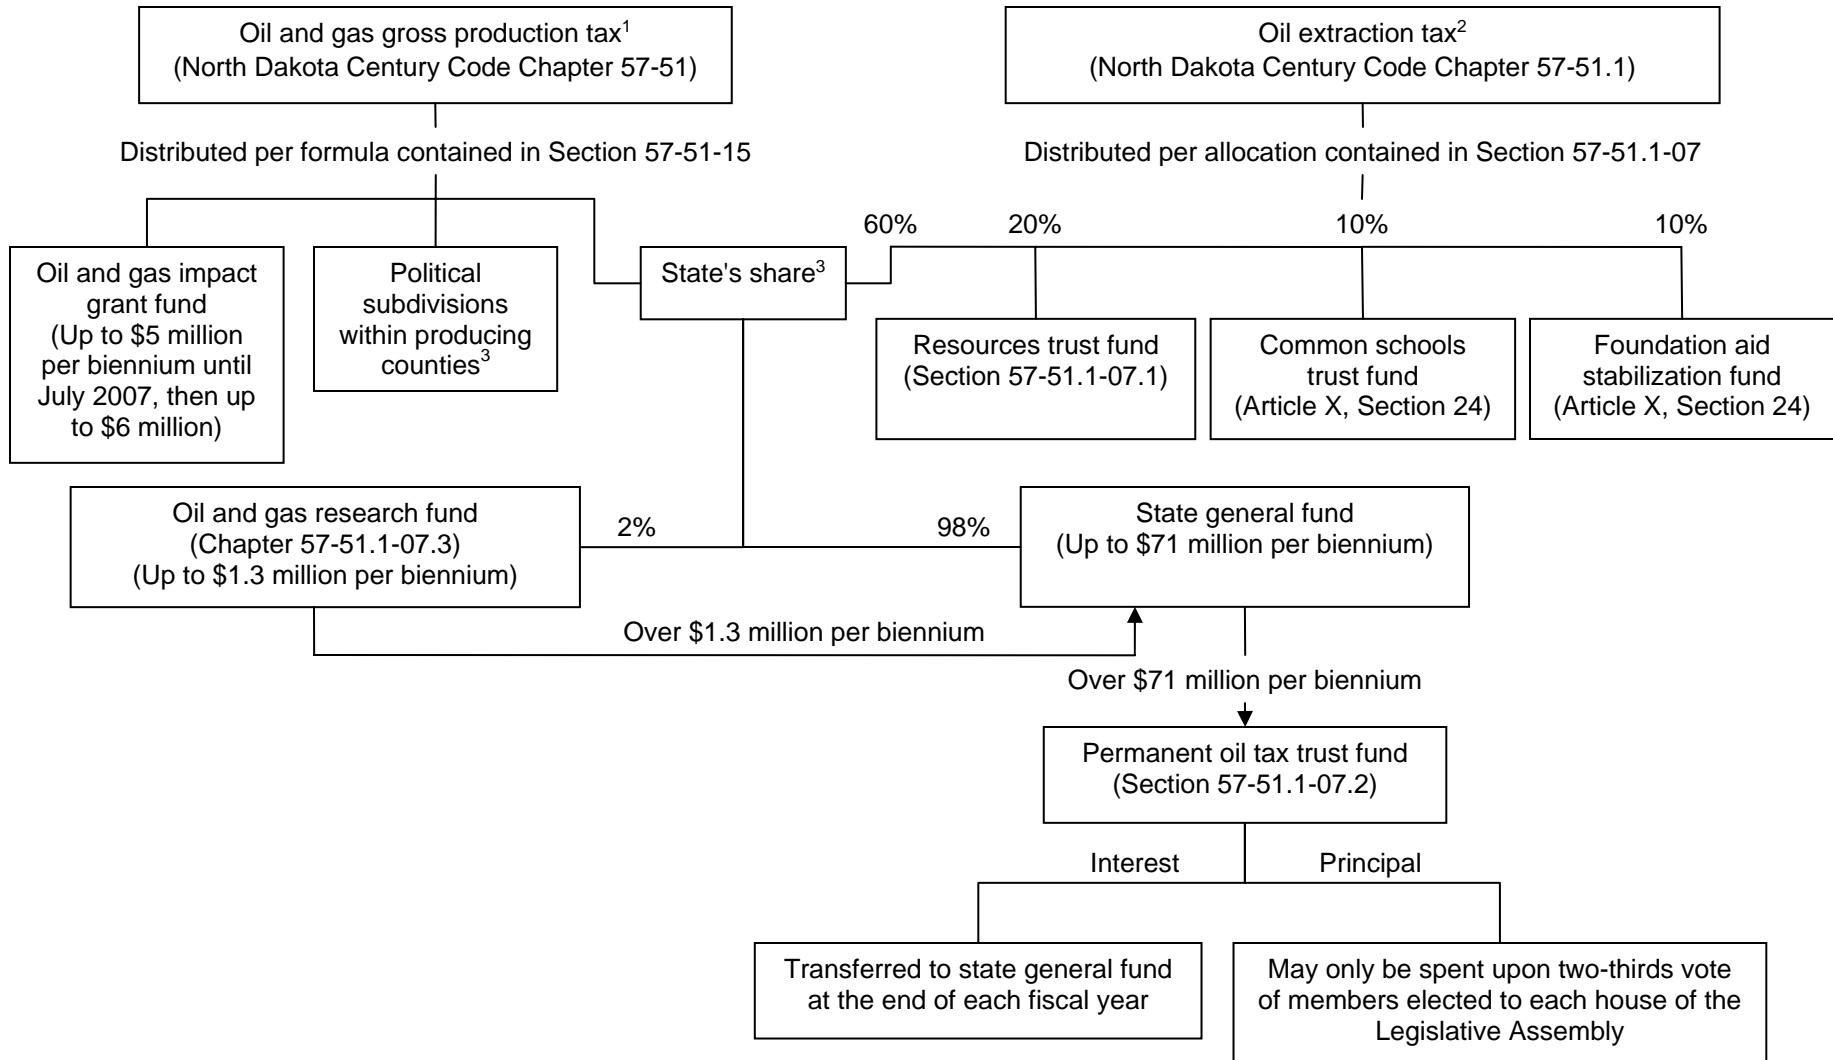 Oil and gas gross production tax1
(North Dakota Century Code Chapter 57-51)
Oil extraction tax2
(North Dakota Century Code Chapter 57-51.1)
Distributed per formula contained in Section 57-51-15
Distributed per allocation contained in Section 57-51.1-07
60%
20%
10%
10%
Oil and gas impact
grant fund
(Up to $5 million
per biennium until
July 2007, then up
to $6 million)
Political
subdivisions
within producing
counties3
State's share3
Resources trust fund
(Section 57-51.1-07.1)
Common schools
trust fund
(Article X, Section 24)
Foundation aid
stabilization fund
(Article X, Section 24)
Oil and gas research fund
(Chapter 57-51.1-07.3)
(Up to $1.3 million per biennium)
2%
98%
State general fund
(Up to $71 million per biennium)
Over $1.3 million per biennium
Over $71 million per biennium
Permanent oil tax trust fund
(Section 57-51.1-07.2)
Interest
Principal
Transferred to state general fund
at the end of each fiscal year
May only be spent upon two-thirds vote
of members elected to each house of the
Legislative Assembly